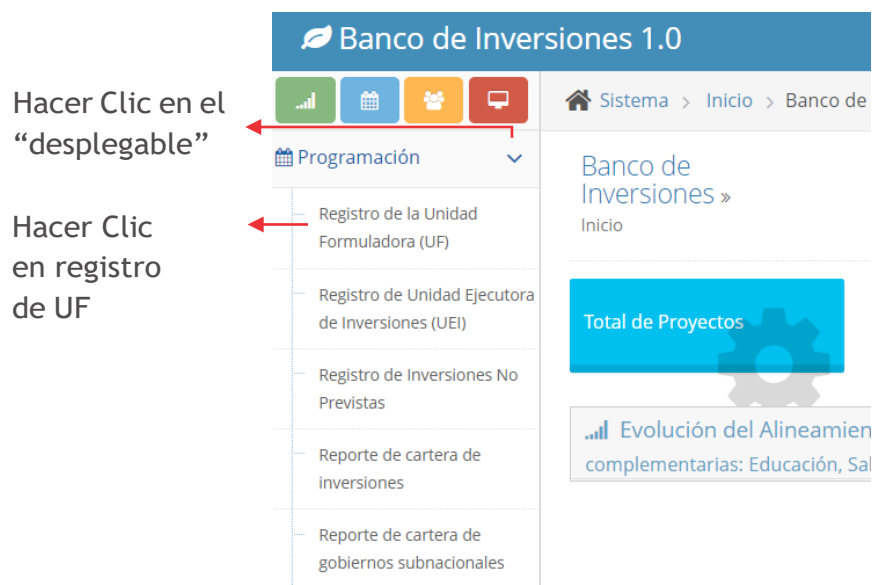 Banco de Inversiones 1.0
Hacer Clic en el
“desplegable”
Hacer Clic
en registro
de UF
Programación
Registro de la Unidad
Formuladora (UF)
Registro de Unidad Ejecutora
de Inversiones (UEI)
Registro de Inversiones No
Previstas
Reporte de cartera de
inversiones
Reporte de cartera de
gobiernos subnacionales
Sistema > Inicio > Banco de
Banco de
Inversiones »
Inicio
Total de Proyectos
Evolución del Alineamien
complementarias: Educación, Sal